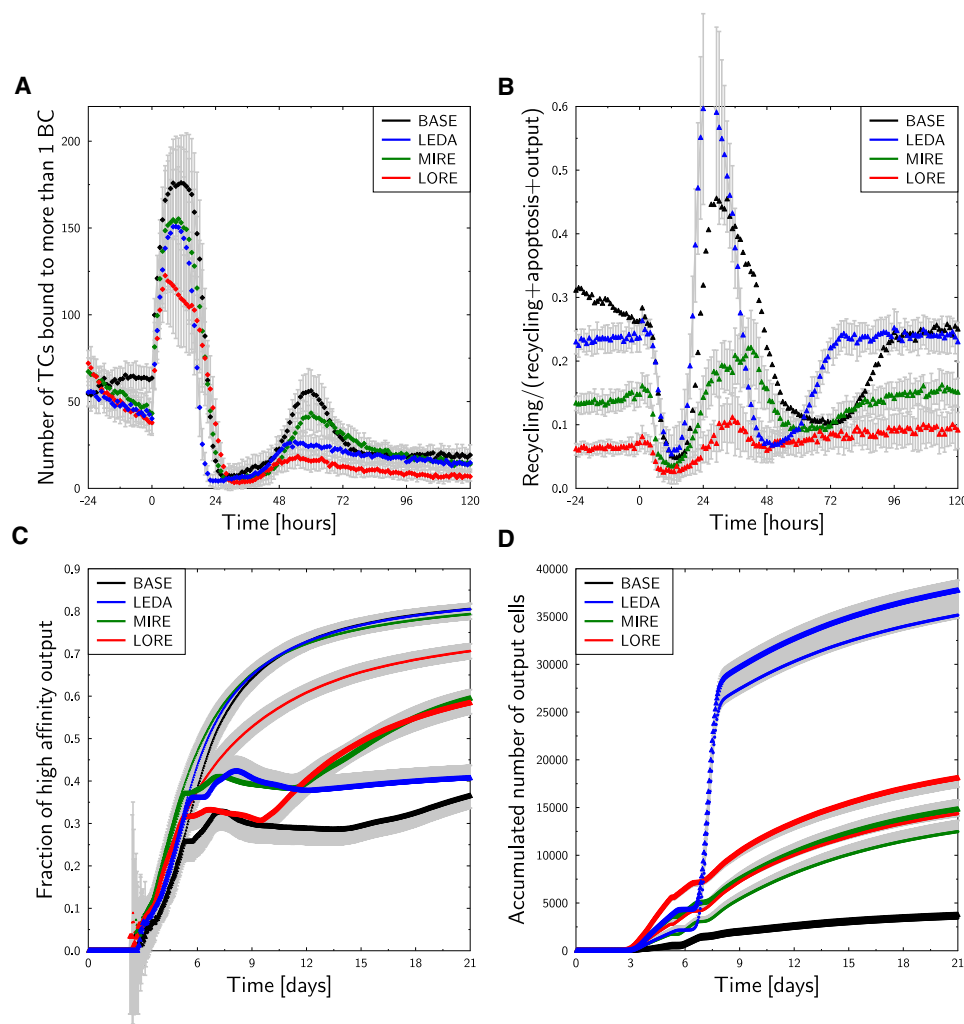 A
Number of TCs bound to more than 1 BC
200
150
100
50
0
-24 0 24 48 72 96 120
Time [hours]
BASE
LEDA
MIRE
LORE
B
Recycling/(recycling+apoptosis+output)
0.6
0.5
0.4
0.3
0.2
0.1
0.0
-24 0 24 48 72 96 120
Time [hours]
BASE
LEDA
MIRE
LORE
C
Fraction of high affinity output
0.9
0.8
0.7
0.6
0.5
0.4
0.3
0.2
0.1
0.0
0 3 6 9 12 15 18 21
Time [days]
BASE
LEDA
MIRE
LORE
D
Accumulated number of output cells
40000
35000
30000
25000
20000
15000
10000
5000
0
0 3 6 9 12 15 18 21
Time [days]
BASE
LEDA
MIRE
LORE